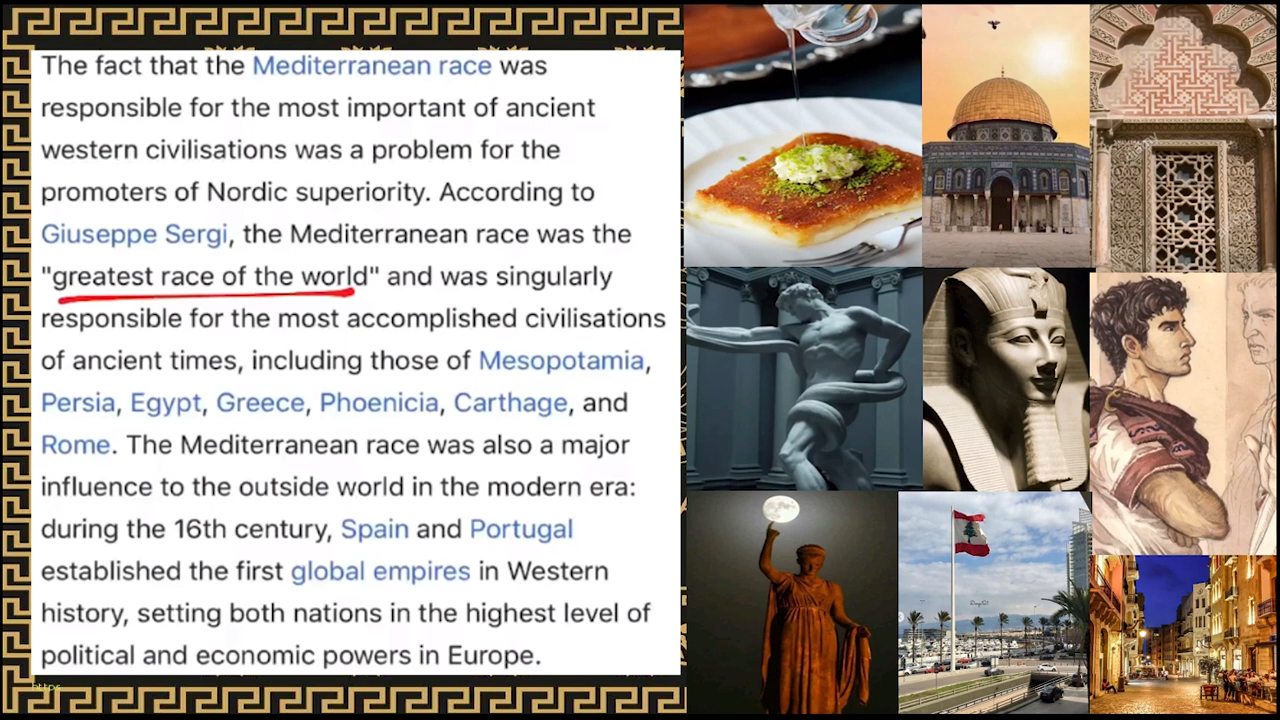 The fact that the Mediterranean race was
responsible for the most important of ancient
western civilisations was a problem for the
promoters of Nordic superiority. According to
Giuseppe Sergi, the Mediterranean race was the
"greatest race of the world" and was singularly
responsible for the most accomplished civilisations
of ancient times, including those of Mesopotamia,
Persia, Egypt, Greece, Phoenicia, Carthage, and
Rome. The Mediterranean race was also a major
influence to the outside world in the modern era:
during the 16th century, Spain and Portugal
established the first global empires in Western
history, setting both nations in the highest level of
political and economic powers in Europe.
https